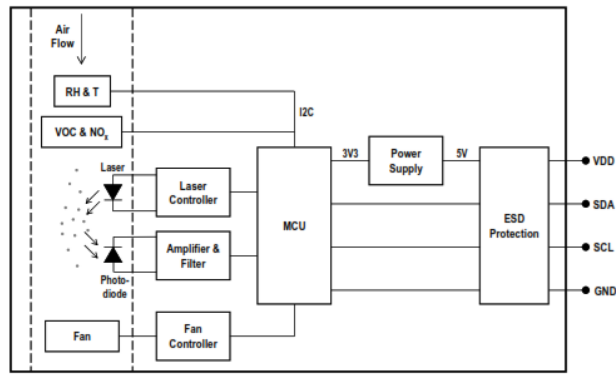 Air
Flow
RH & T
I2C
VOC & NOx
3V3
Power
Supply
5V
VDD
Laser
Laser
Controller
MCU
ESD
Protection
SDA
Amplifier &
Filter
SCL
Photo-
diode
GND
Fan
Fan
Controller